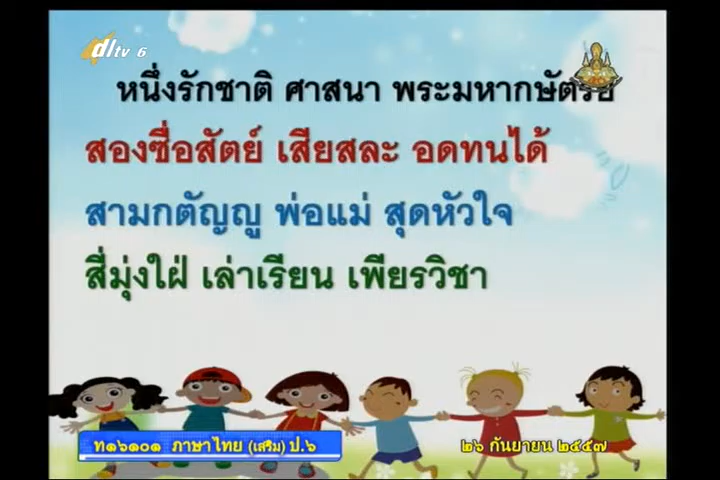 dltv 6
หนึ่งรักชาติ ศาสนา พระมหากษัตริย์
สองซื่อสัตย์ เสียสละ อดทนได้
สามกตัญญู พ่อแม่ สุดหัวใจ
สี่มุ่งใฝ่ เล่าเรียน เพียรวิชา
ท๑๖๑๐๑ ภาษาไทย (เสริม) ป.๖
๒๖ กันยายน ๒๕๕๗